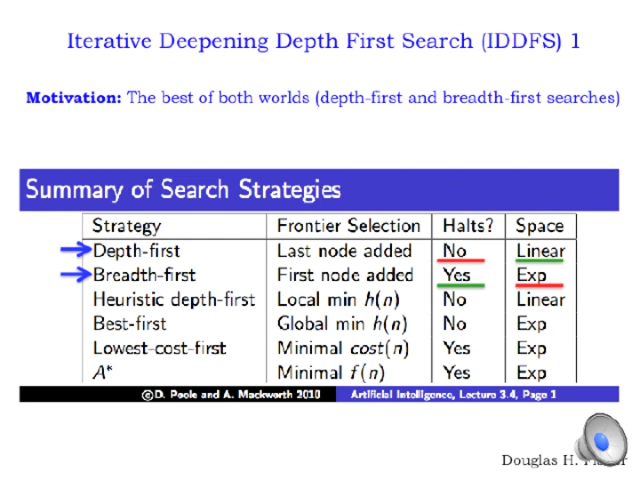 Iterative Deepening Depth First Search (IDDFS) 1
Motivation: The best of both worlds (depth-first and breadth-first searches)
Summary of Search Strategies
Strategy Frontier Selection Halts? Space
Depth-first Last node added No Linear
Breadth-first First node added Yes Exp
Heuristic depth-first Local min h(n) No Linear
Best-first Global min h(n) No Exp
Lowest-cost-first Minimal cost(n) Yes Exp
A* Minimal f(n) Yes Exp
©D. Poole and A. Mackworth 2010 Artificial Intelligence, Lecture 3.4, Page 1
Douglas H.